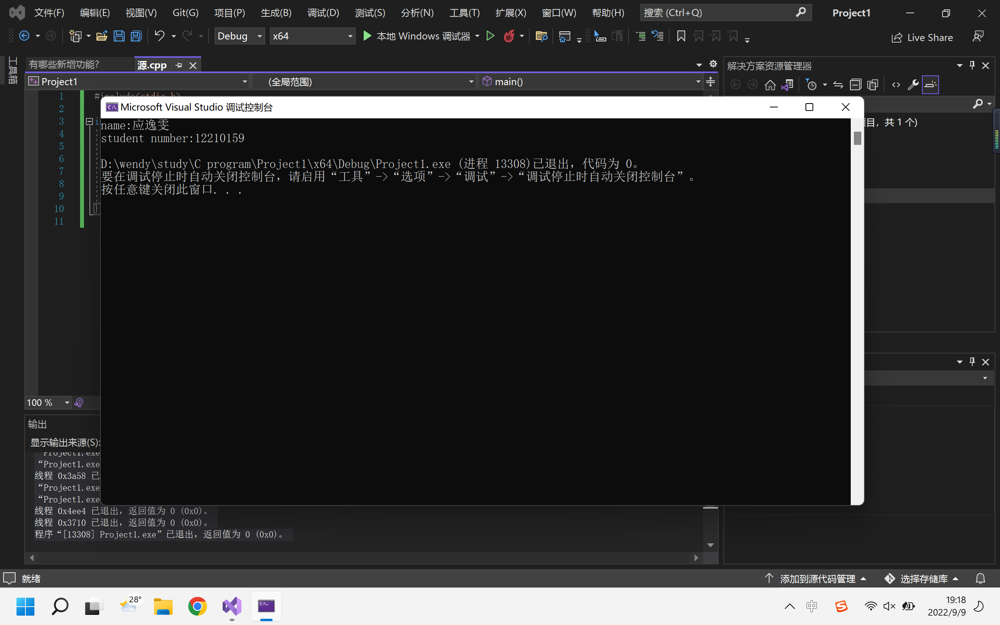 文件(F) 编辑(E) 视图(V) Git(G) 项目(P) 生成(B) 调试(D) 测试(S) 分析(N) 工具(T) 扩展(X) 窗口(W) 帮助(H) 搜索 (Ctrl+Q) Project1
Debug x64 本地 Windows 调试器 Live Share
工具箱
有哪些新增功能? 源.cpp
Project1 (全局范围) main()
解决方案资源管理器
1 #include<stdio.h>
2
3
4
5
6
7
8
9
10 }
11
目，共 1 个)
Microsoft Visual Studio 调试控制台
name:应逸雯
student number:12210159
D:\wendy\study\C program\Project1\x64\Debug\Project1.exe (进程 13308)已退出，代码为 0。
要在调试停止时自动关闭控制台，请启用“工具”->“选项”->“调试”->“调试停止时自动关闭控制台”。
按任意键关闭此窗口. . .
100 %
输出
显示输出来源(S):
Project1.exe
“Project1.exe
线程 0x3a58 已
“Project1.exe
“Project1.exe
线程 0x4ee4 已退出，返回值为 0 (0x0)。
线程 0x3710 已退出，返回值为 0 (0x0)。
程序“[13308] Project1.exe”已退出，返回值为 0 (0x0)。
就绪 添加到源代码管理 选择存储库
28° 中 19:18
2022/9/9